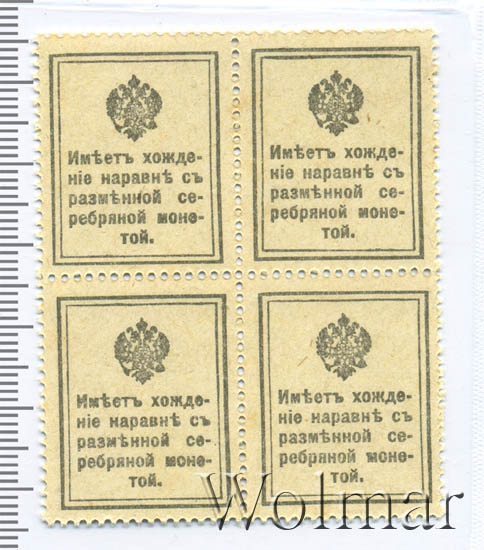 Имѣетъ хожде-
ніе наравнѣ съ
размѣнной се-
ребряной моне-
той.
Имѣетъ хожде-
ніе наравнѣ съ
размѣнной се-
ребряной моне-
той.
Имѣетъ хожде-
ніе наравнѣ съ
размѣнной се-
ребряной моне-
той.
Имѣетъ хожде-
ніе наравнѣ съ
размѣнной се-
ребряной моне-
той.
Wolmar